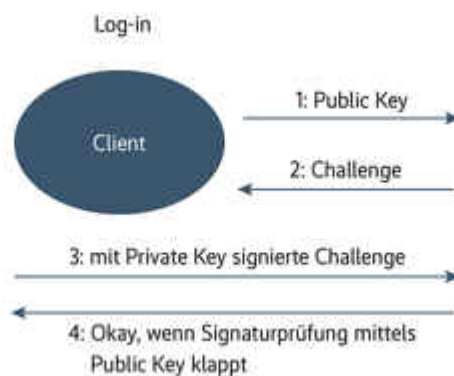 Log-in
1: Public Key
Client
2: Challenge
3: mit Private Key signierte Challenge
4: Okay, wenn Signaturprüfung mittels
Public Key klappt